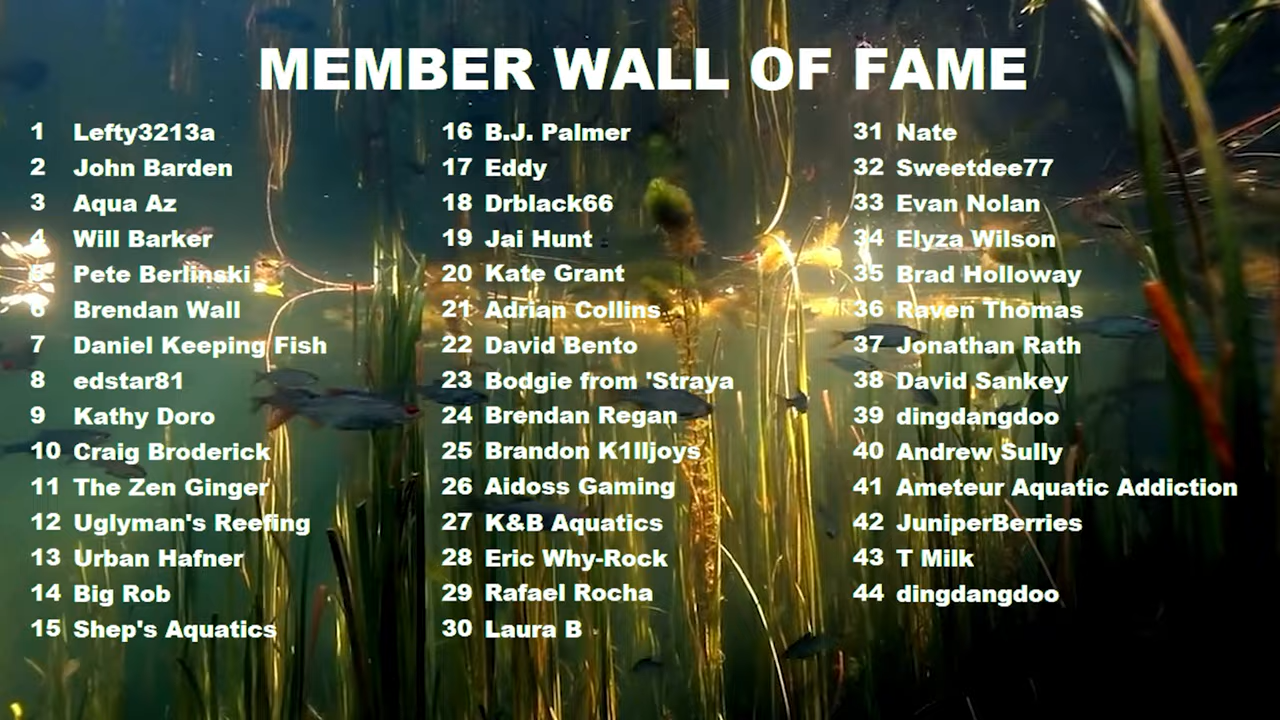 MEMBER WALL OF FAME
1 Lefty3213a
2 John Barden
3 Aqua Az
4 Will Barker
5 Pete Berlinski
6 Brendan Wall
7 Daniel Keeping Fish
8 edstar81
9 Kathy Doro
10 Craig Broderick
11 The Zen Ginger
12 Uglyman's Reefing
13 Urban Hafner
14 Big Rob
15 Shep's Aquatics
16 B.J. Palmer
17 Eddy
18 Drblack66
19 Jai Hunt
20 Kate Grant
21 Adrian Collins
22 David Bento
23 Bodgie from 'Straya
24 Brendan Regan
25 Brandon K1lljoys
26 Aidoss Gaming
27 K&B Aquatics
28 Eric Why-Rock
29 Rafael Rocha
30 Laura B
31 Nate
32 Sweetdee77
33 Evan Nolan
34 Elyza Wilson
35 Brad Holloway
36 Raven Thomas
37 Jonathan Rath
38 David Sankey
39 dingdangdoo
40 Andrew Sully
41 Ameteur Aquatic Addiction
42 JuniperBerries
43 T Milk
44 dingdangdoo